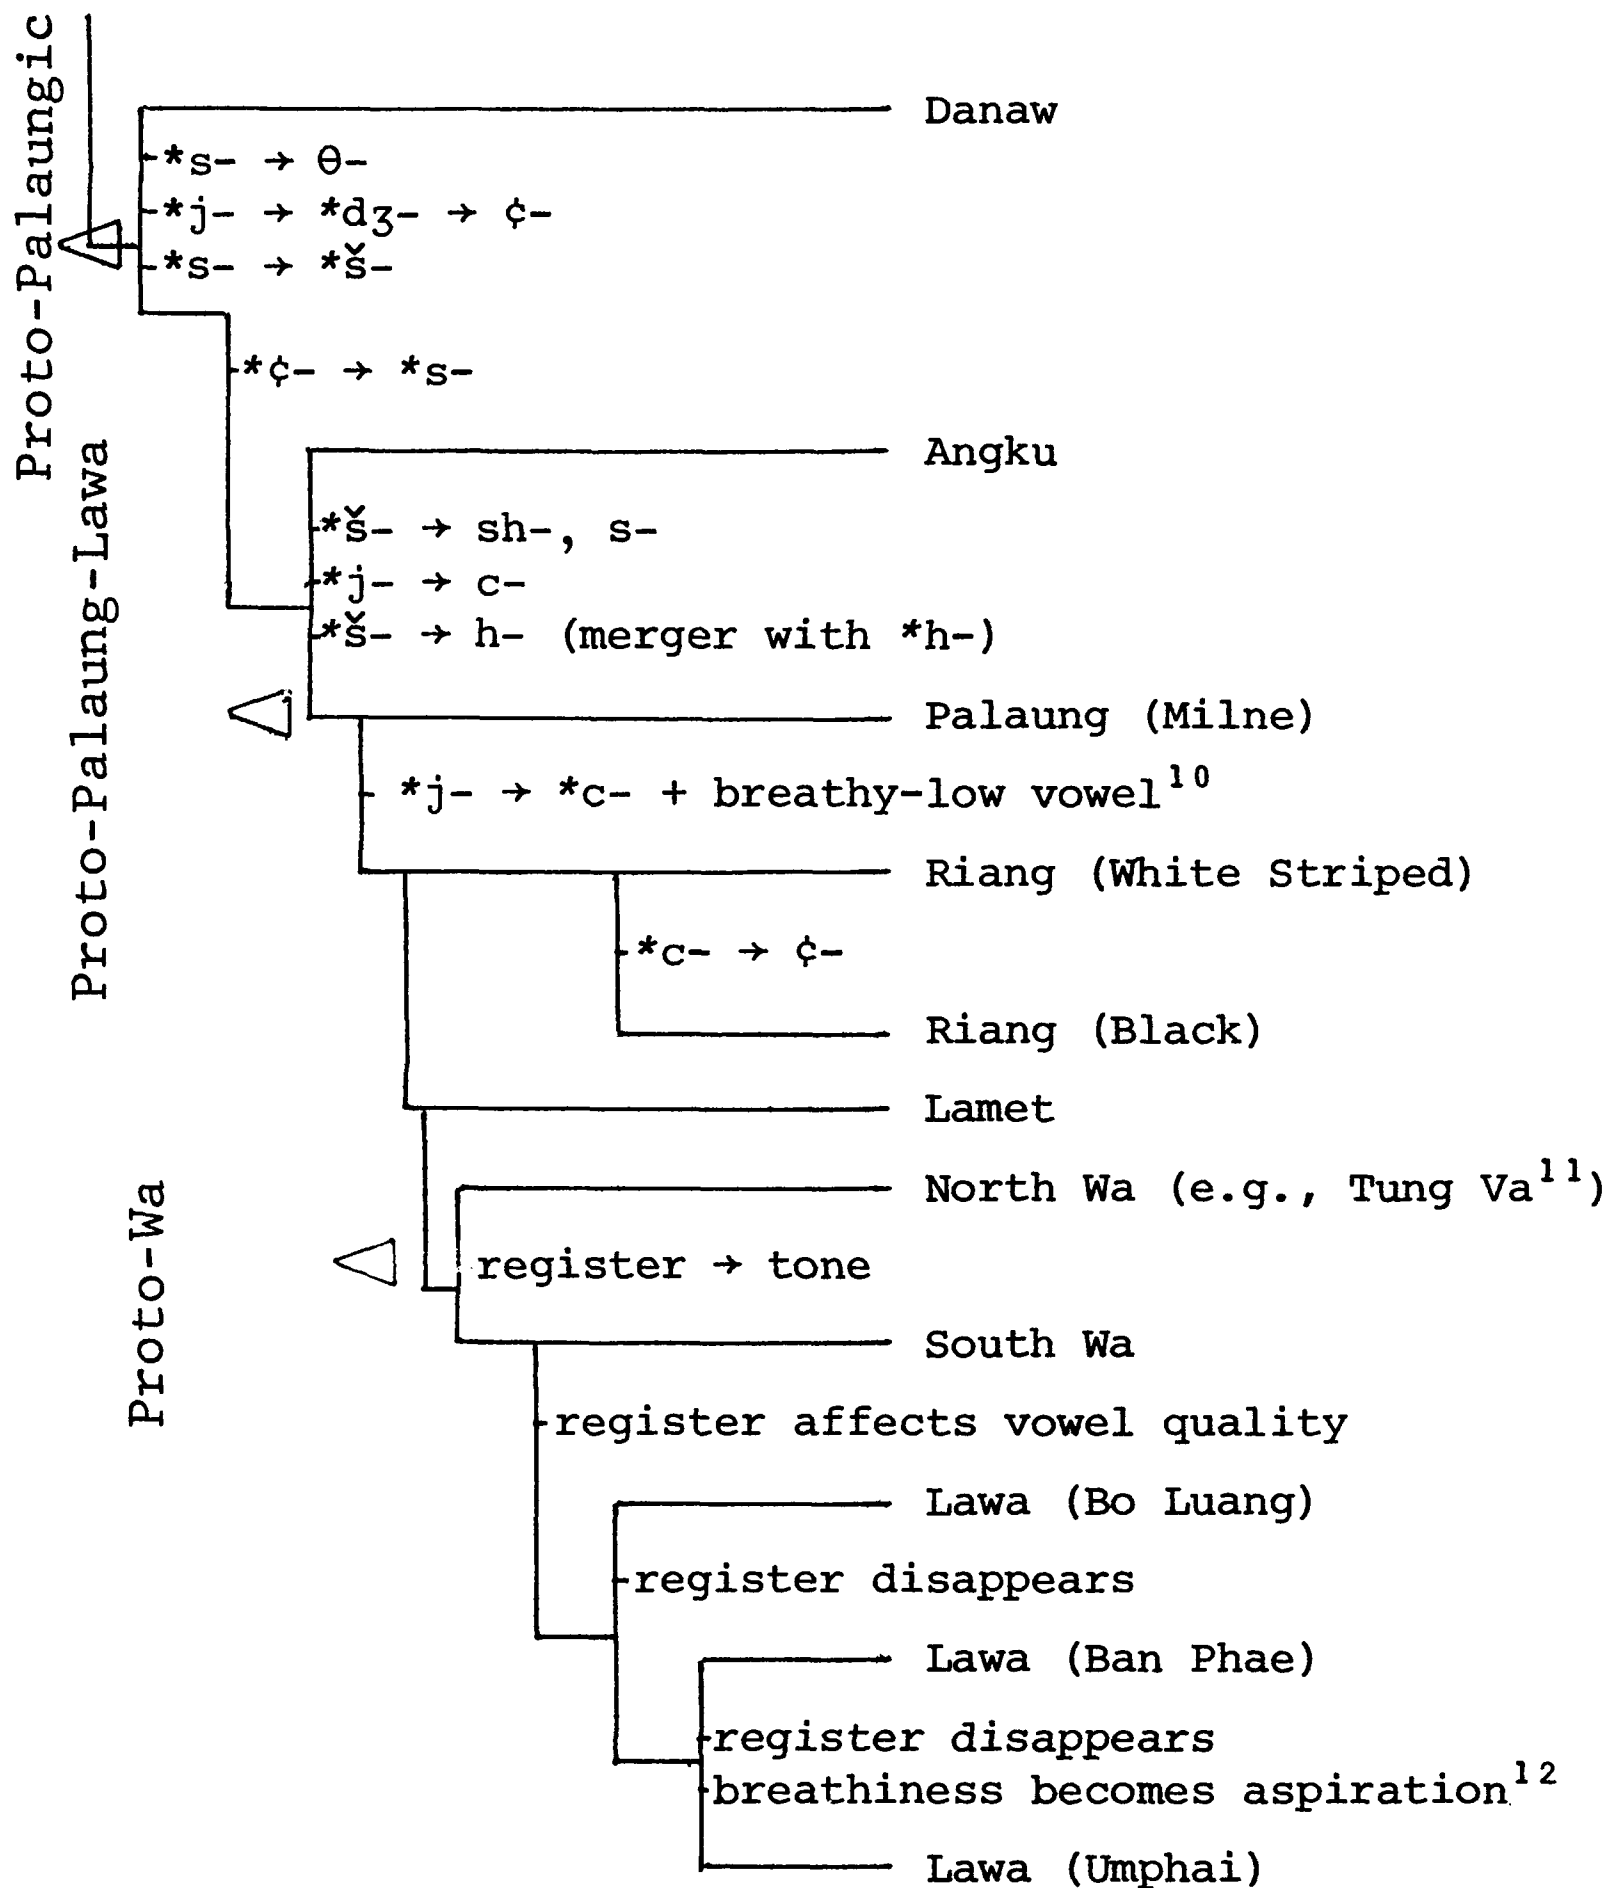 Proto-Palaungic
Danaw
*s- → θ-
*j- → *dʒ- → ¢-
*s- → *š-
*¢- → *s-
Proto-Palaung-Lawa
Angku
*š- → sh-, s-
*j- → c-
*š- → h- (merger with *h-)
Palaung (Milne)
*j- → *c- + breathy-low vowel¹⁰
Riang (White Striped)
*c- → ¢-
Riang (Black)
Lamet
Proto-Wa
North Wa (e.g., Tung Va¹¹)
register → tone
South Wa
register affects vowel quality
Lawa (Bo Luang)
register disappears
Lawa (Ban Phae)
register disappears
breathiness becomes aspiration¹²
Lawa (Umphai)